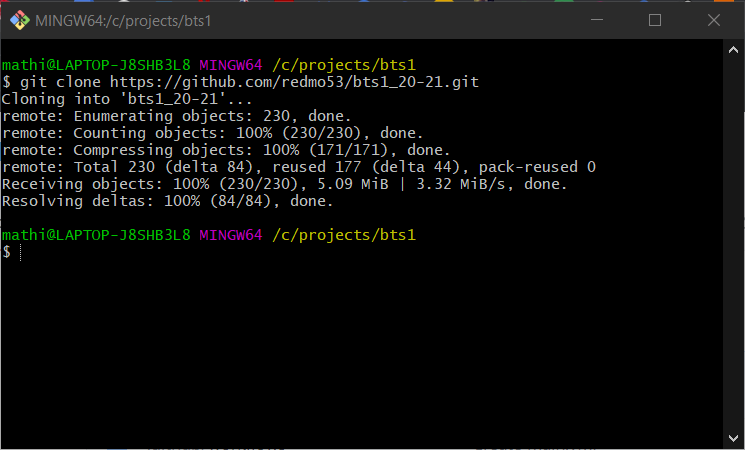 MINGW64:/c/projects/bts1
mathi@LAPTOP-J8SHB3L8 MINGW64 /c/projects/bts1
$ git clone https://github.com/redmo53/bts1_20-21.git
Cloning into 'bts1_20-21'...
remote: Enumerating objects: 230, done.
remote: Counting objects: 100% (230/230), done.
remote: Compressing objects: 100% (171/171), done.
remote: Total 230 (delta 84), reused 177 (delta 44), pack-reused 0
Receiving objects: 100% (230/230), 5.09 MiB | 3.32 MiB/s, done.
Resolving deltas: 100% (84/84), done.
mathi@LAPTOP-J8SHB3L8 MINGW64 /c/projects/bts1
$